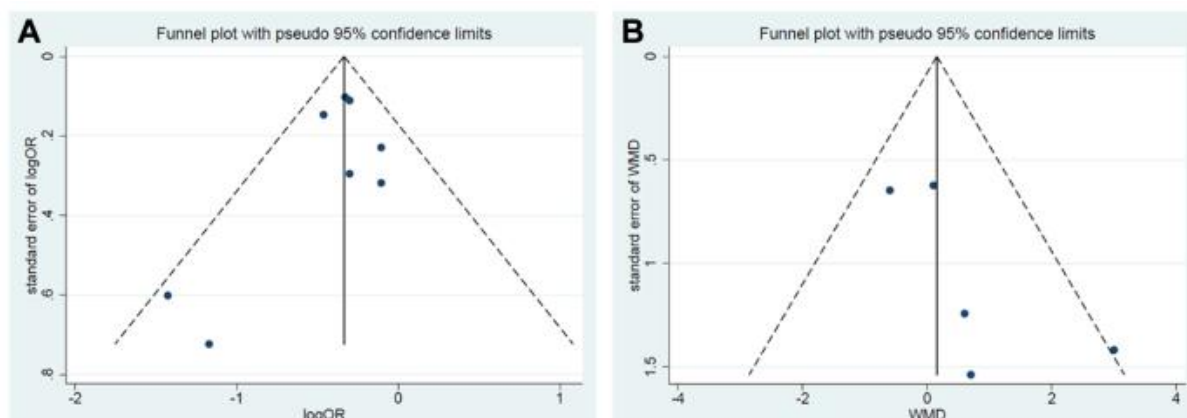 A
Funnel plot with pseudo 95% confidence limits
standard error of logOR
0
.2
.4
.6
.8
-2
-1
0
1
logOR
B
Funnel plot with pseudo 95% confidence limits
standard error of WMD
0
.5
1
1.5
-4
-2
0
2
4
WMD